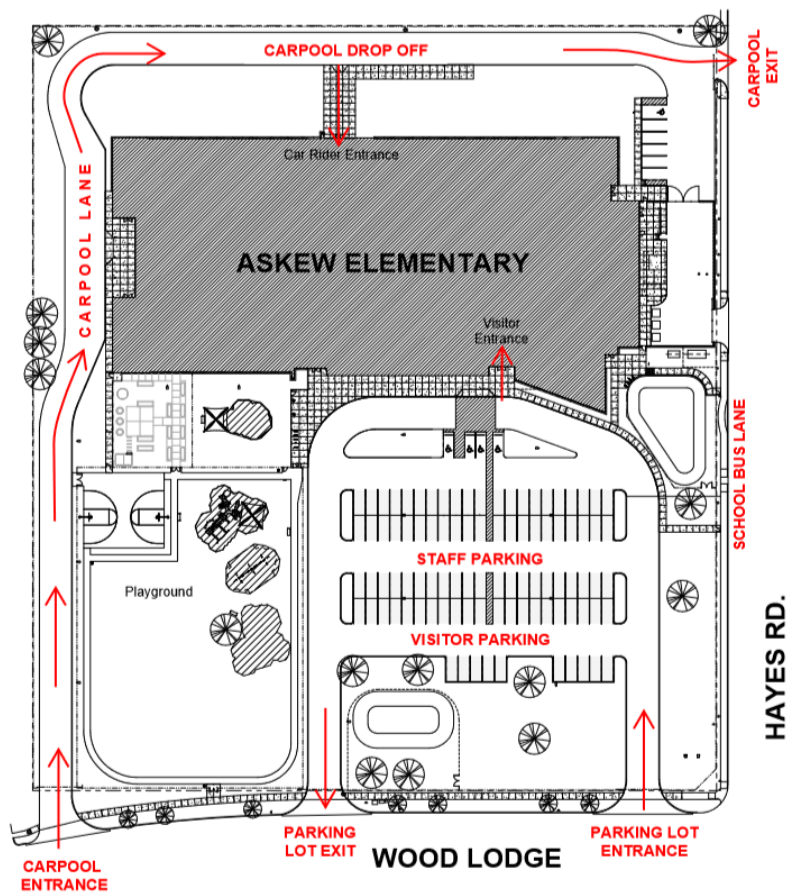 CARPOOL DROP OFF
CARPOOL
EXIT
Car Rider Entrance
CARPOOL LANE
ASKEW ELEMENTARY
Visitor
Entrance
SCHOOL BUS LANE
STAFF PARKING
Playground
VISITOR PARKING
HAYES RD.
PARKING
LOT EXIT
PARKING LOT
ENTRANCE
WOOD LODGE
CARPOOL
ENTRANCE